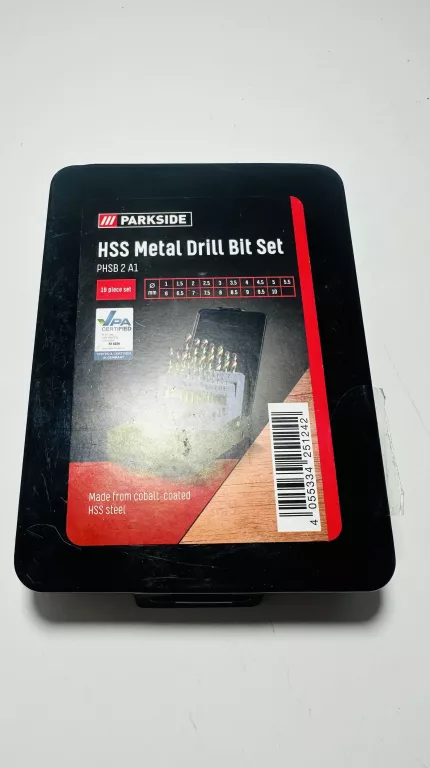 PARKSIDE
HSS Metal Drill Bit Set
PHSB 2 A1
19 piece set
Ø 1 1.5 2 2.5 3 3.5 4 4.5 5 5.5
mm 6 6.5 7 7.5 8 8.5 9 9.5 10
VPA
CERTIFIED
Made from cobalt-coated
HSS steel
4 055334 251242